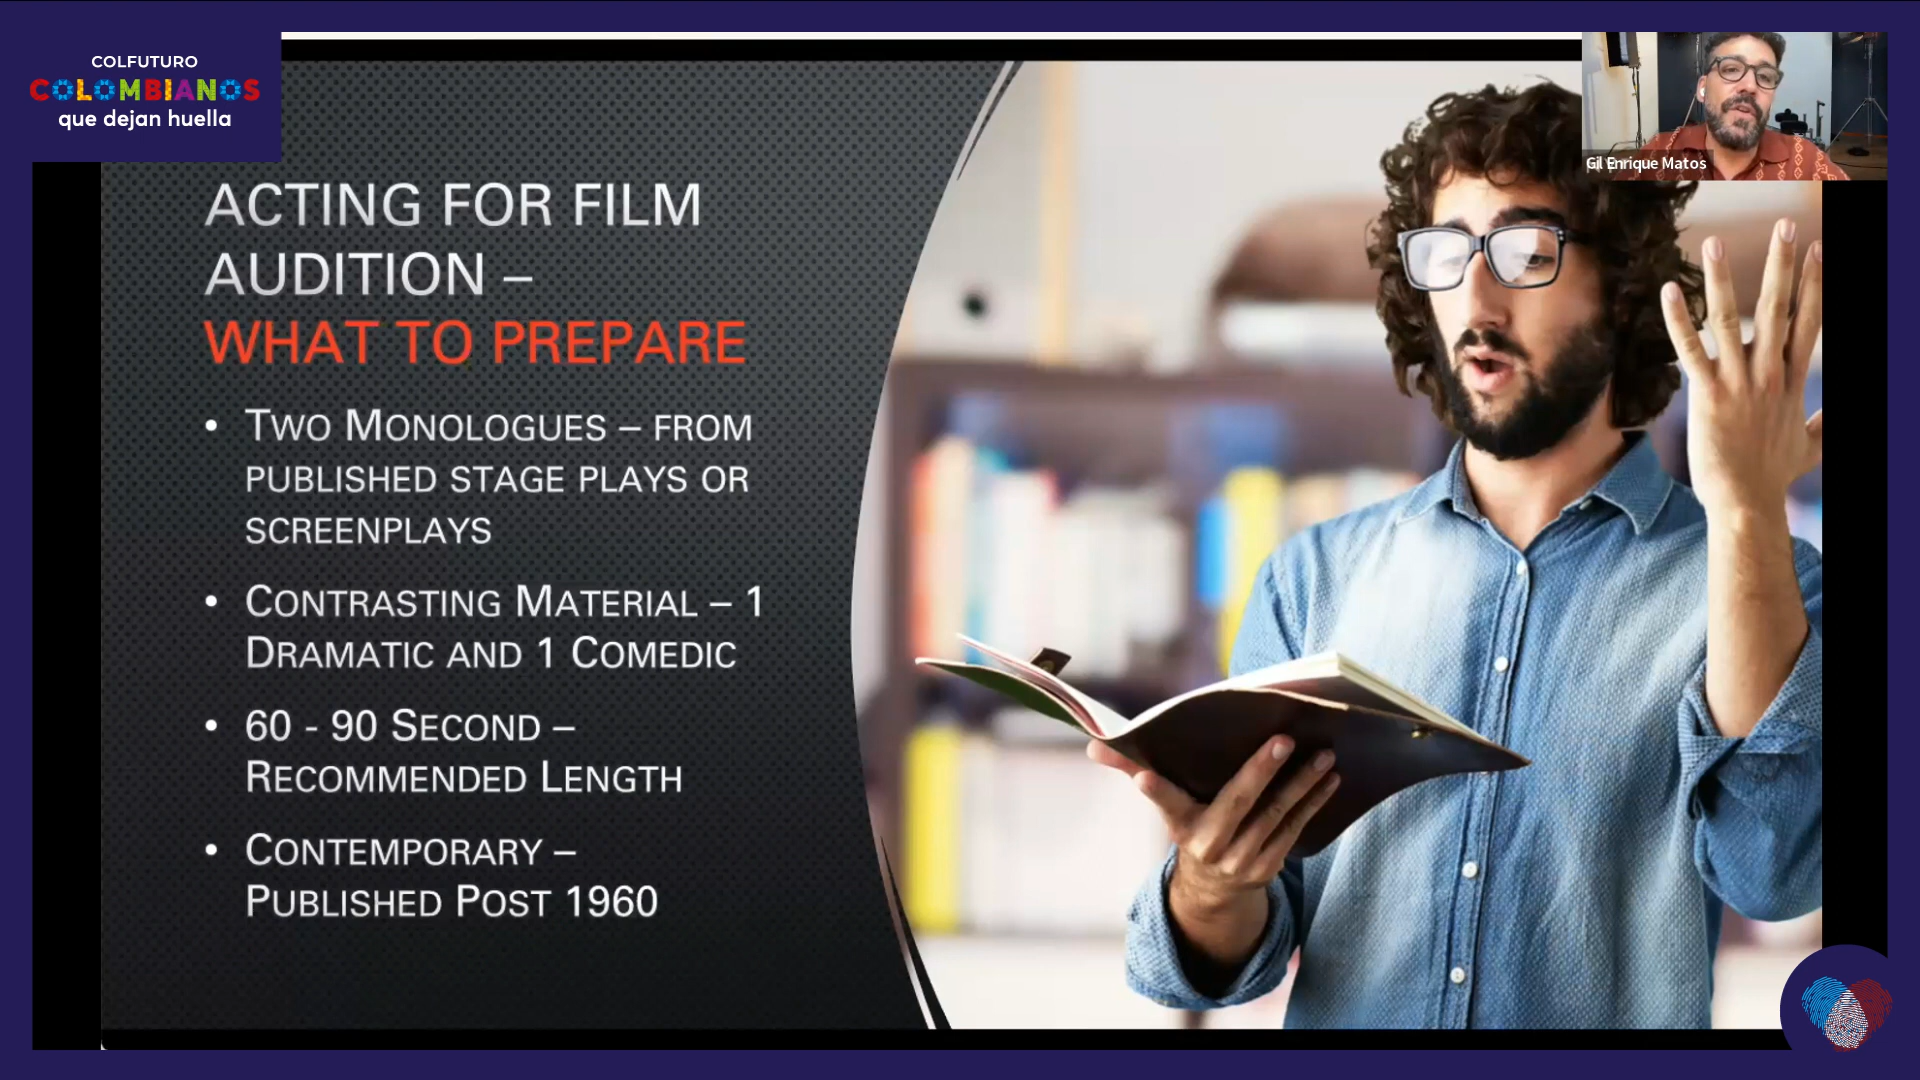 COLFUTURO
COLOMBIANOS
que dejan huella
Gil Enrique Matos
ACTING FOR FILM
AUDITION –
WHAT TO PREPARE
• TWO MONOLOGUES – FROM
PUBLISHED STAGE PLAYS OR
SCREENPLAYS
• CONTRASTING MATERIAL – 1
DRAMATIC AND 1 COMEDIC
• 60 - 90 SECOND –
RECOMMENDED LENGTH
• CONTEMPORARY –
PUBLISHED POST 1960